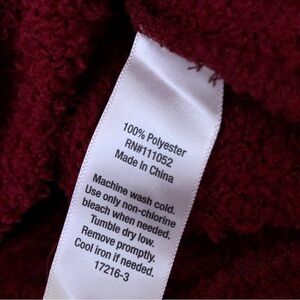 100% Polyester
RN#111052
Made In China
Machine wash cold.
Use only non-chlorine
bleach when needed.
Tumble dry low.
Remove promptly.
Cool iron if needed.
17216-3